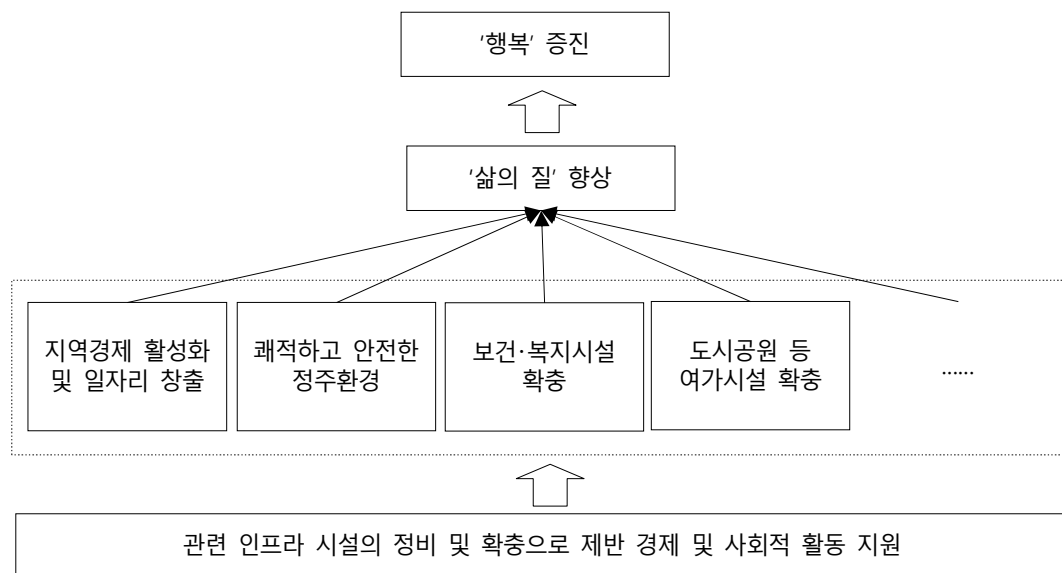 '행복' 증진
'삶의 질' 향상
지역경제 활성화
및 일자리 창출
쾌적하고 안전한
정주환경
보건·복지시설
확충
도시공원 등
여가시설 확충
······
관련 인프라 시설의 정비 및 확충으로 제반 경제 및 사회적 활동 지원